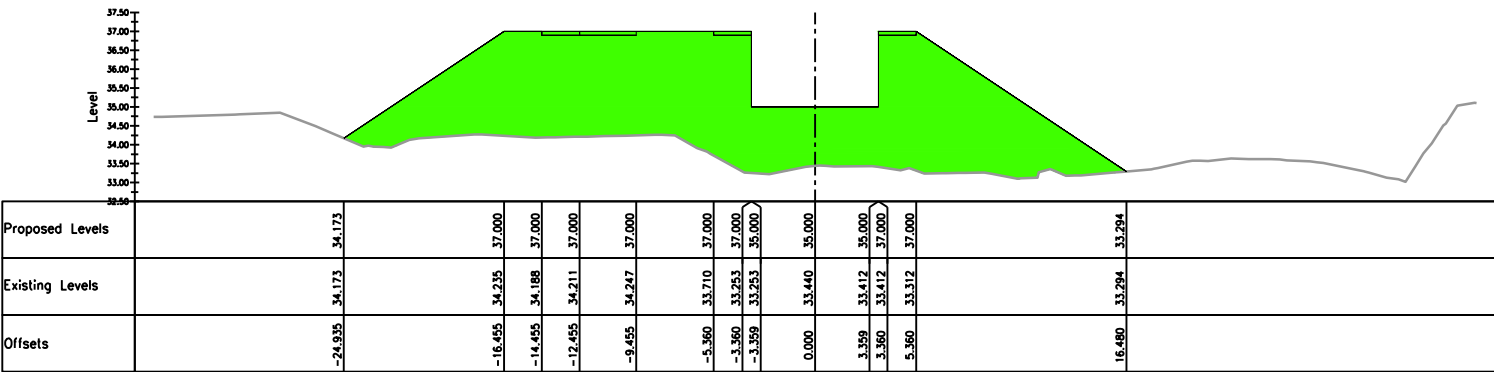 37.50
37.00
36.50
36.00
35.50
35.00
34.50
34.00
33.50
33.00
32.50
Level
Proposed Levels 34.173 37.000 37.000 37.000 37.000 37.000 37.000 35.000 35.000 35.000 37.000 37.000 33.294
Existing Levels 34.173 34.235 34.188 34.211 34.247 33.710 33.253 33.253 33.440 33.412 33.412 33.312 33.294
Offsets -24.935 -16.455 -14.455 -12.455 -9.455 -5.360 -3.360 -3.359 0.000 3.359 3.360 5.360 16.480